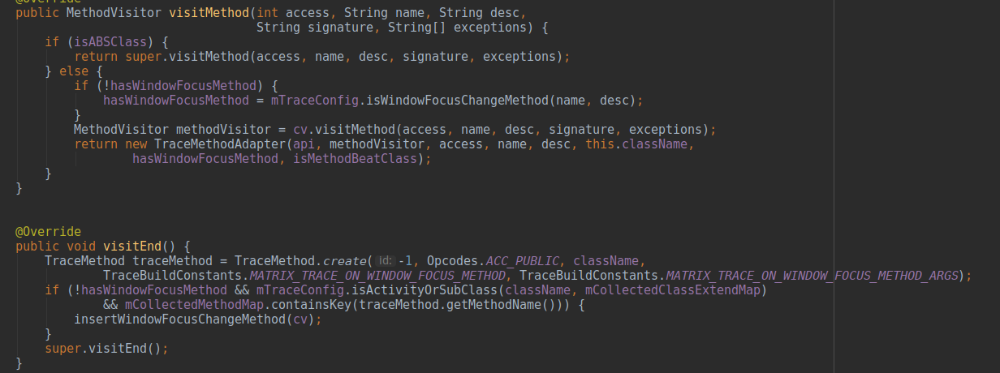 @Override
public MethodVisitor visitMethod(int access, String name, String desc,
                                 String signature, String[] exceptions) {
    if (isABSClass) {
        return super.visitMethod(access, name, desc, signature, exceptions);
    } else {
        if (!hasWindowFocusMethod) {
            hasWindowFocusMethod = mTraceConfig.isWindowFocusChangeMethod(name, desc);
        }
        MethodVisitor methodVisitor = cv.visitMethod(access, name, desc, signature, exceptions);
        return new TraceMethodAdapter(api, methodVisitor, access, name, desc, this.className,
                hasWindowFocusMethod, isMethodBeatClass);
    }
}
@Override
public void visitEnd() {
    TraceMethod traceMethod = TraceMethod.create( id: -1, Opcodes.ACC_PUBLIC, className,
            TraceBuildConstants.MATRIX_TRACE_ON_WINDOW_FOCUS_METHOD, TraceBuildConstants.MATRIX_TRACE_ON_WINDOW_FOCUS_METHOD_ARGS);
    if (!hasWindowFocusMethod && mTraceConfig.isActivityOrSubClass(className, mCollectedClassExtendMap)
            && mCollectedMethodMap.containsKey(traceMethod.getMethodName())) {
        insertWindowFocusChangeMethod(cv);
    }
    super.visitEnd();
}